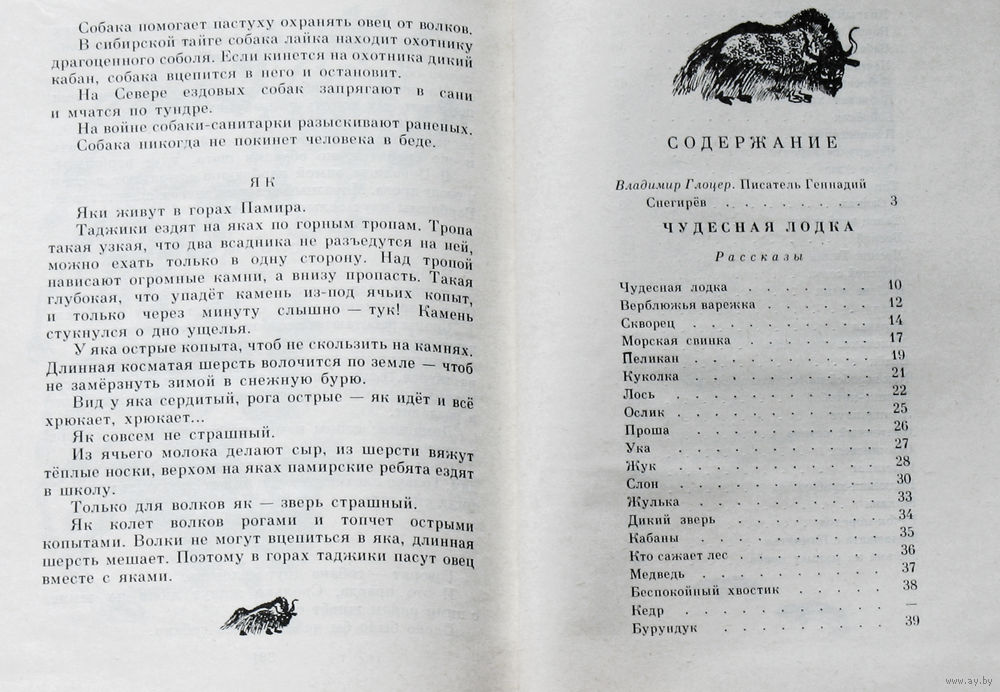 Собака помогает пастуху охранять овец от волков.
В сибирской тайге собака лайка находит охотнику
драгоценного соболя. Если кинется на охотника дикий
кабан, собака вцепится в него и остановит.
На Севере ездовых собак запрягают в сани
и мчатся по тундре.
На войне собаки-санитарки разыскивают раненых.
Собака никогда не покинет человека в беде.
ЯК
Яки живут в горах Памира.
Таджики ездят на яках по горным тропам. Тропа
такая узкая, что два всадника не разъедутся на ней,
можно ехать только в одну сторону. Над тропой
нависают огромные камни, а внизу пропасть. Такая
глубокая, что упадёт камень из-под ячьих копыт,
и только через минуту слышно — тук! Камень
стукнулся о дно ущелья.
У яка острые копыта, чтоб не скользить на камнях.
Длинная косматая шерсть волочится по земле — чтоб
не замёрзнуть зимой в снежную бурю.
Вид у яка сердитый, рога острые — як идёт и всё
хрюкает, хрюкает...
Як совсем не страшный.
Из ячьего молока делают сыр, из шерсти вяжут
тёплые носки, верхом на яках памирские ребята ездят
в школу.
Только для волков як — зверь страшный.
Як колет волков рогами и топчет острыми
копытами. Волки не могут вцепиться в яка, длинная
шерсть мешает. Поэтому в горах таджики пасут овец
вместе с яками.
СОДЕРЖАНИЕ
Владимир Глоцер. Писатель Геннадий
Снегирёв . . . . . . . . 3
ЧУДЕСНАЯ ЛОДКА
Рассказы
Чудесная лодка . . . . . . . 10
Верблюжья варежка . . . . . . 12
Скворец . . . . . . . . . 14
Морская свинка . . . . . . . 17
Пеликан . . . . . . . . . 19
Куколка . . . . . . . . . 21
Лось . . . . . . . . . . 22
Ослик . . . . . . . . . . 25
Проша . . . . . . . . . 26
Ука . . . . . . . . . . 27
Жук . . . . . . . . . . 28
Слон . . . . . . . . . . 30
Жулька . . . . . . . . . 33
Дикий зверь . . . . . . . . 34
Кабаны . . . . . . . . . 35
Кто сажает лес . . . . . . . 36
Медведь . . . . . . . . . 37
Беспокойный хвостик . . . . . . 38
Кедр . . . . . . . . . . —
Бурундук . . . . . . . . 39
www.ay.by